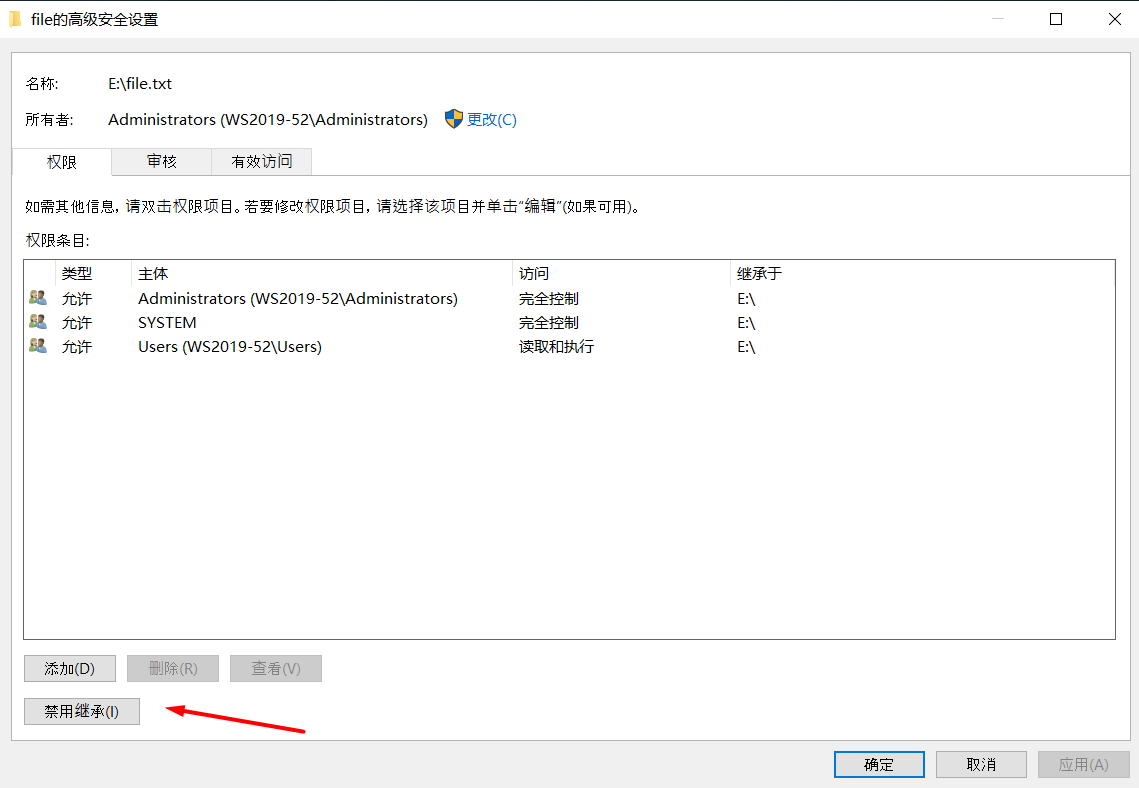 file的高级安全设置
名称: E:\file.txt
所有者: Administrators (WS2019-52\Administrators) 更改(C)
权限 审核 有效访问
如需其他信息，请双击权限项目。若要修改权限项目，请选择该项目并单击“编辑”(如果可用)。
权限条目:
类型 主体 访问 继承于
允许 Administrators (WS2019-52\Administrators) 完全控制 E:\
允许 SYSTEM 完全控制 E:\
允许 Users (WS2019-52\Users) 读取和执行 E:\
添加(D) 删除(R) 查看(V)
禁用继承(I)
确定 取消 应用(A)